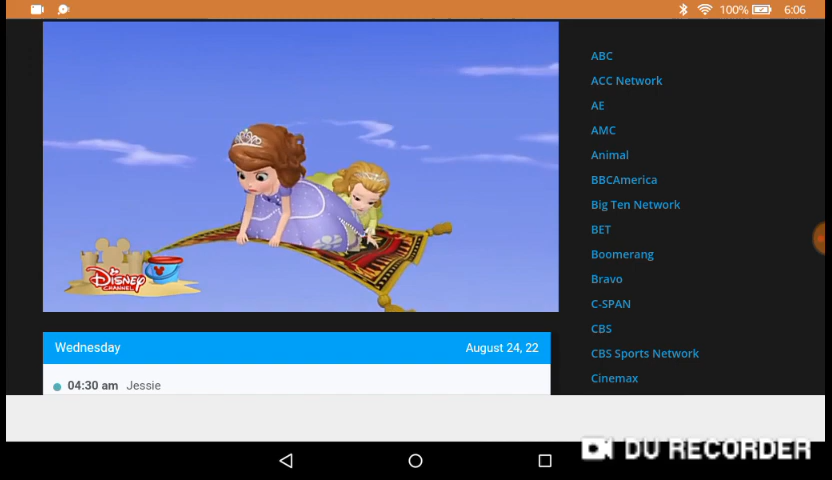 100% 6:06
ABC
ACC Network
AE
AMC
Animal
BBCAmerica
Big Ten Network
BET
Boomerang
Bravo
C-SPAN
CBS
CBS Sports Network
Cinemax
DISNEY
CHANNEL
Wednesday August 24, 22
04:30 am Jessie
DU RECORDER